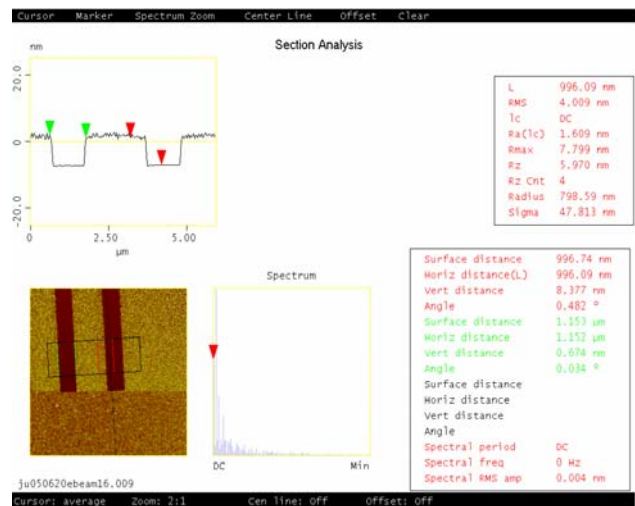 Cursor Marker Spectrum Zoom Center Line Offset Clear
Section Analysis
nm
20.0
0
-20.0
0 2.50 5.00
µm
L 996.09 nm
RMS 4.009 nm
lc DC
Ra(lc) 1.609 nm
Rmax 7.799 nm
Rz 5.970 nm
Rz Cnt 4
Radius 798.59 nm
Sigma 47.813 nm
Spectrum
DC Min
Surface distance 996.74 nm
Horiz distance(L) 996.09 nm
Vert distance 8.377 nm
Angle 0.482 °
Surface distance 1.153 µm
Horiz distance 1.152 µm
Vert distance 0.674 nm
Angle 0.034 °
Surface distance
Horiz distance
Vert distance
Angle
Spectral period DC
Spectral freq 0 Hz
Spectral RMS amp 0.004 nm
ju050620ebeam16.009
Cursor: average Zoom: 2:1 Cen line: Off Offset: Off